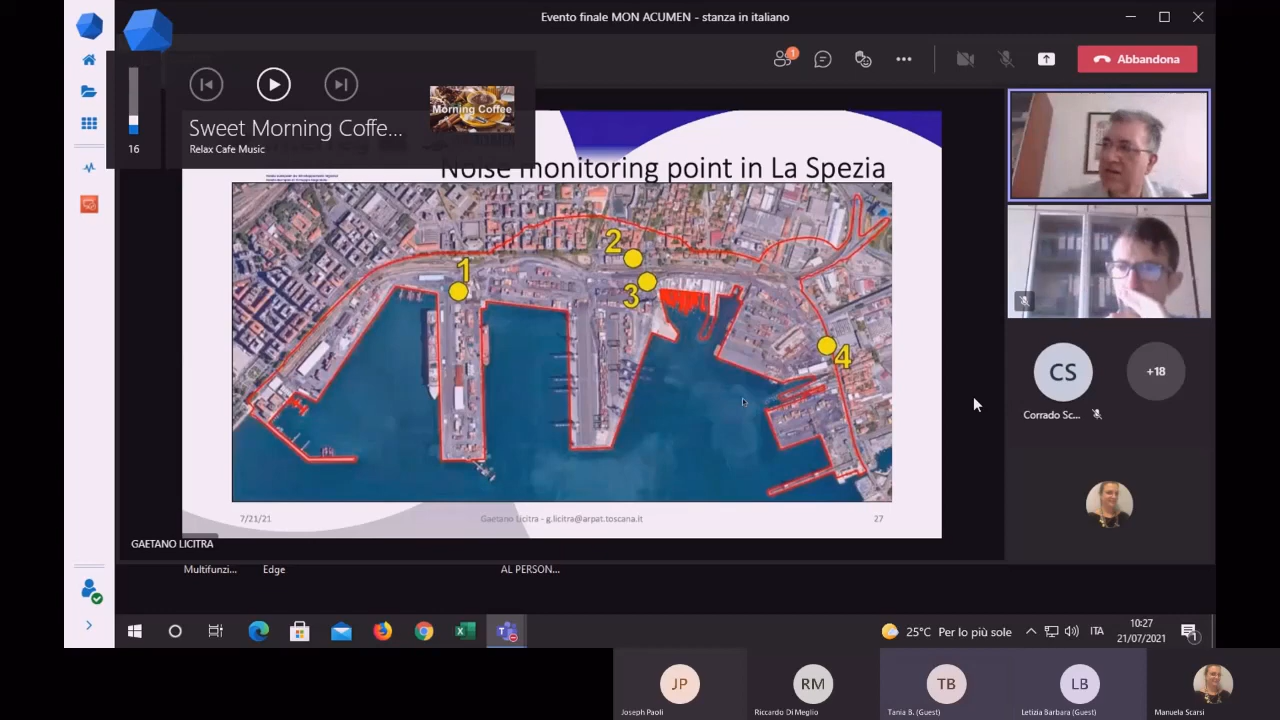 Evento finale MON ACUMEN - stanza in italiano
1
Abbandona
16
Sweet Morning Coffe...
Relax Cafe Music
Morning Coffee
Noise monitoring point in La Spezia
1
2
3
4
7/21/21
Gaetano Licitra - g.licitra@arpat.toscana.it
27
GAETANO LICITRA
CS
+18
Corrado Sc...
Multifunzi...
Edge
AL PERSON...
25°C Per lo più sole
ITA
10:27
21/07/2021
1
JP
RM
TB
LB
Joseph Paoli
Riccardo Di Meglio
Tania B. (Guest)
Letizia Barbara (Guest)
Manuela Scarsi